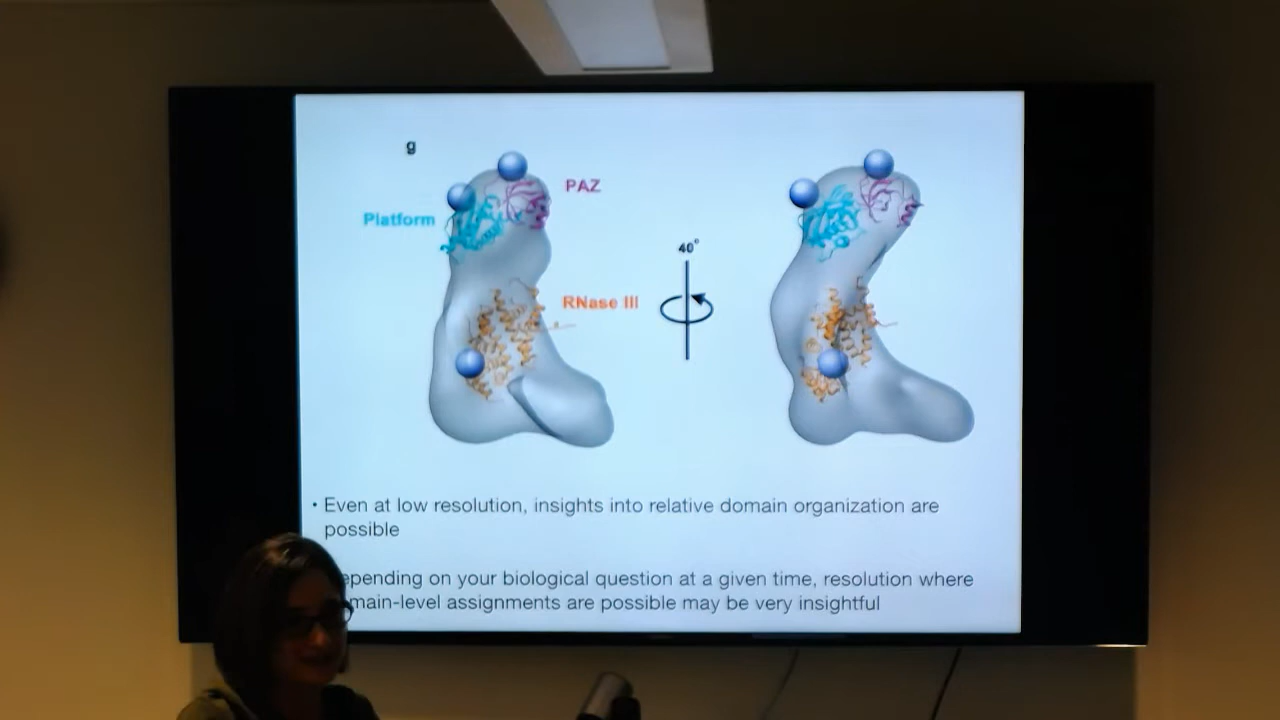 g
PAZ
Platform
40°
RNase III
• Even at low resolution, insights into relative domain organization are
possible
epending on your biological question at a given time, resolution where
main-level assignments are possible may be very insightful